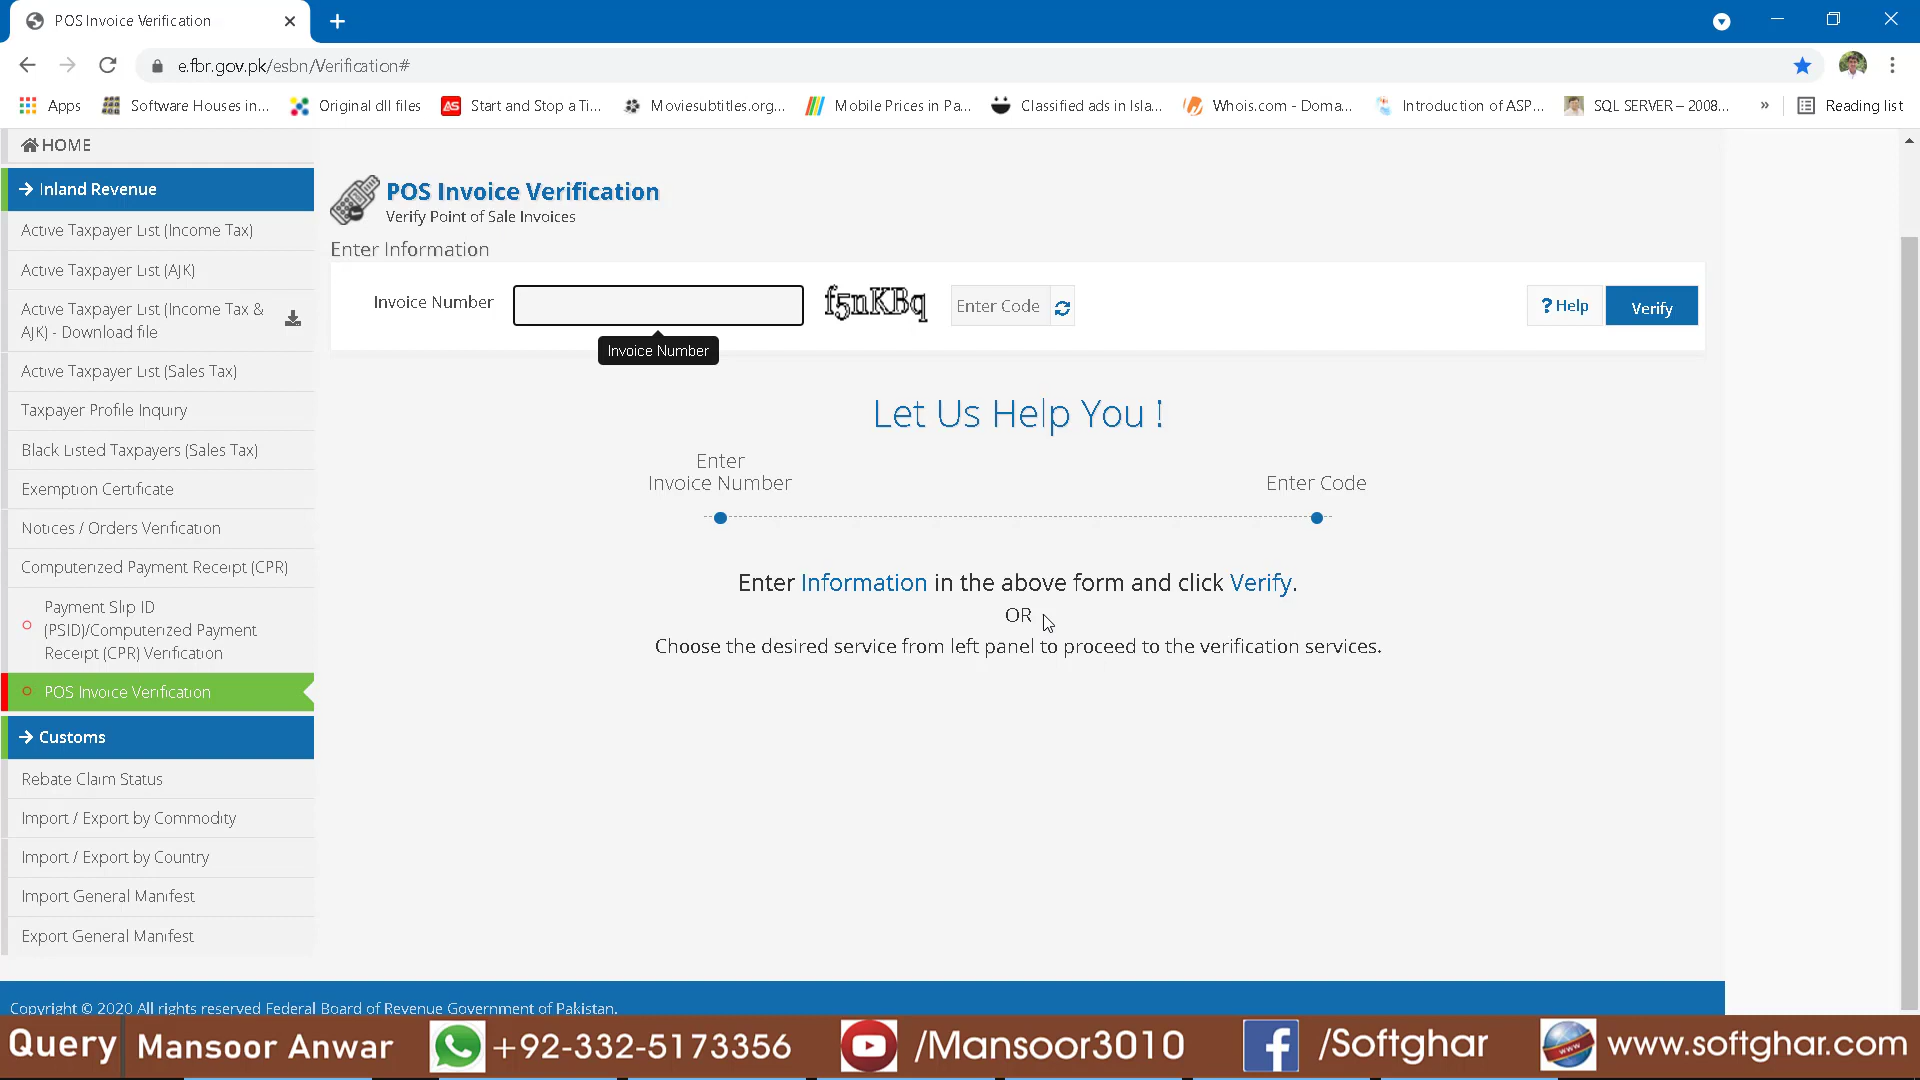 POS Invoice Verification
e.fbr.gov.pk/esbn/Verification#
Apps
Software Houses in...
Original dll files
Start and Stop a Ti...
Moviesubtitles.org...
Mobile Prices in Pa...
Classified ads in Isla...
Whois.com - Doma...
Introduction of ASP...
SQL SERVER – 2008...
»
Reading list
HOME
Inland Revenue
Active Taxpayer List (Income Tax)
Active Taxpayer List (AJK)
Active Taxpayer List (Income Tax &
AJK) - Download file
Active Taxpayer List (Sales Tax)
Taxpayer Profile Inquiry
Black Listed Taxpayers (Sales Tax)
Exemption Certificate
Notices / Orders Verification
Computerized Payment Receipt (CPR)
Payment Slip ID
(PSID)/Computerized Payment
Receipt (CPR) Verification
POS Invoice Verification
Customs
Rebate Claim Status
Import / Export by Commodity
Import / Export by Country
Import General Manifest
Export General Manifest
POS Invoice Verification
Verify Point of Sale Invoices
Enter Information
Invoice Number
f5nKBq
Enter Code
? Help
Verify
Invoice Number
Let Us Help You !
Enter
Invoice Number
Enter Code
Enter Information in the above form and click Verify.
OR
Choose the desired service from left panel to proceed to the verification services.
Copyright © 2020 All rights reserved Federal Board of Revenue Government of Pakistan.
Query Mansoor Anwar +92-332-5173356 /Mansoor3010 /Softghar www.softghar.com